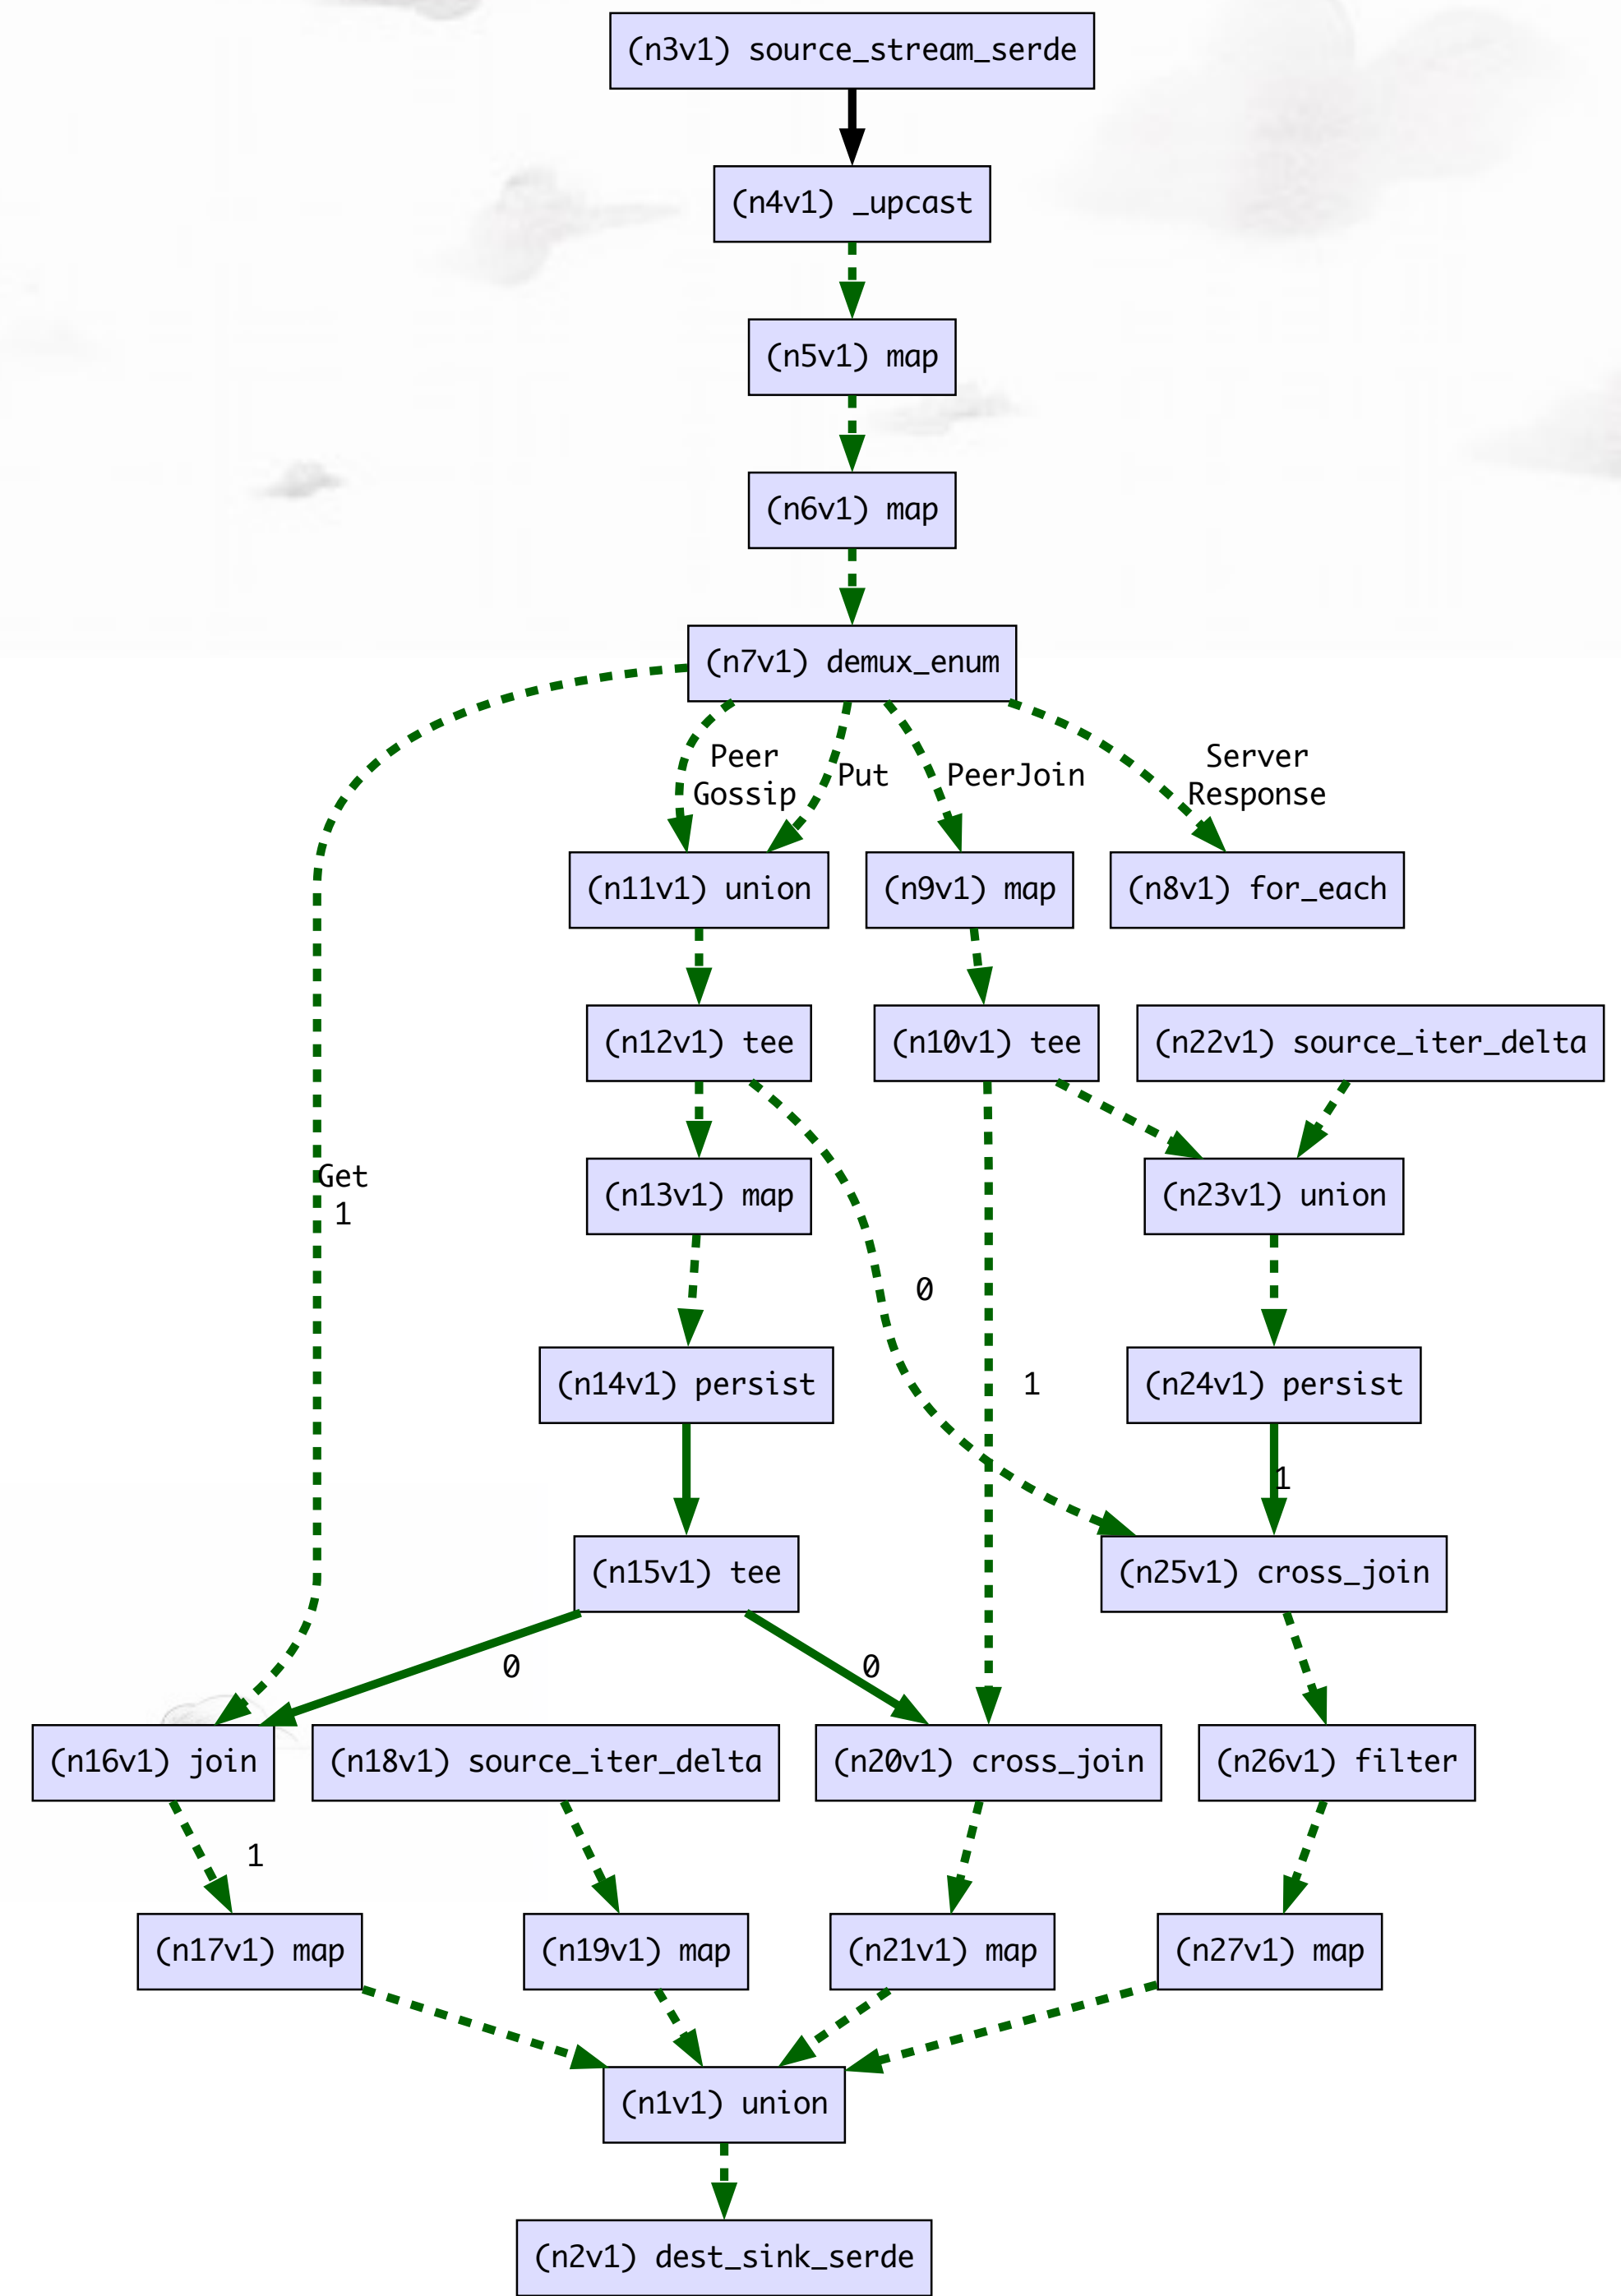 (n3v1) source_stream_serde
(n4v1) _upcast
(n5v1) map
(n6v1) map
(n7v1) demux_enum
Peer
Gossip
Put
PeerJoin
Server
Response
(n11v1) union
(n9v1) map
(n8v1) for_each
(n12v1) tee
(n10v1) tee
(n22v1) source_iter_delta
Get
1
(n13v1) map
(n23v1) union
0
(n14v1) persist
1
(n24v1) persist
1
(n15v1) tee
(n25v1) cross_join
0
0
(n16v1) join
(n18v1) source_iter_delta
(n20v1) cross_join
(n26v1) filter
1
(n17v1) map
(n19v1) map
(n21v1) map
(n27v1) map
(n1v1) union
(n2v1) dest_sink_serde